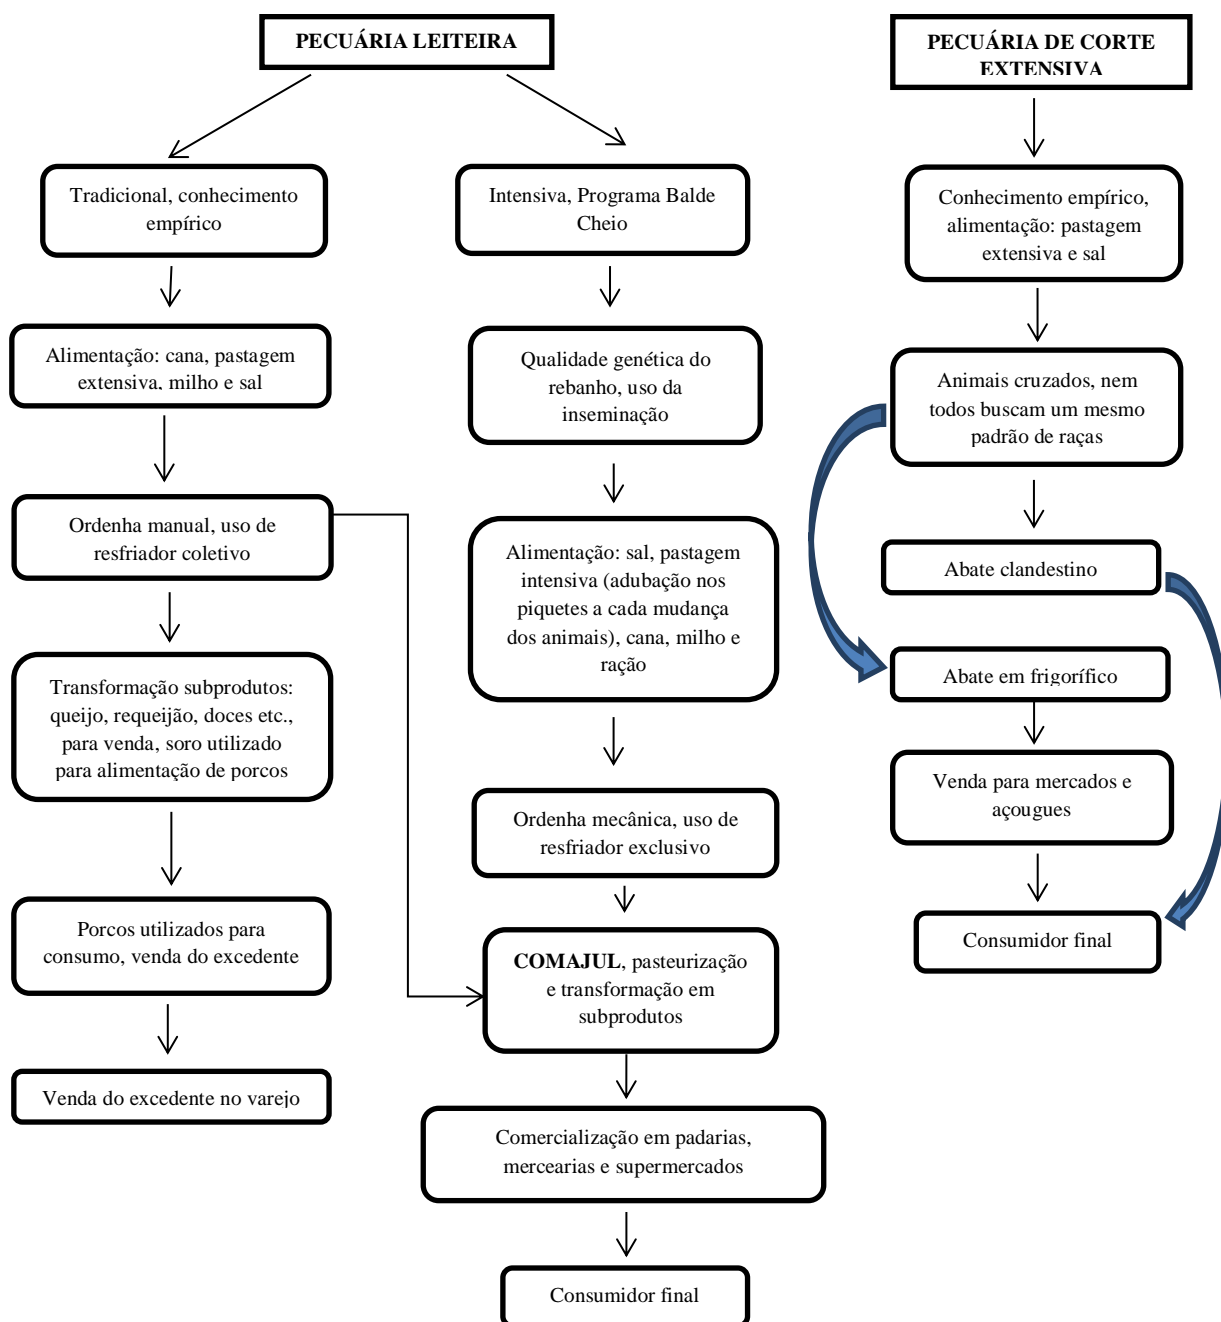 PECUÁRIA LEITEIRA
Tradicional, conhecimento
empírico
Alimentação: cana, pastagem
extensiva, milho e sal
Ordenha manual, uso de
resfriador coletivo
Transformação subprodutos:
queijo, requeijão, doces etc.,
para venda, soro utilizado
para alimentação de porcos
Porcos utilizados para
consumo, venda do excedente
Venda do excedente no varejo
Intensiva, Programa Balde
Cheio
Qualidade genética do
rebanho, uso da
inseminação
Alimentação: sal, pastagem
intensiva (adubação nos
piquetes a cada mudança
dos animais), cana, milho e
ração
Ordenha mecânica, uso de
resfriador exclusivo
COMAJUL, pasteurização
e transformação em
subprodutos
Comercialização em padarias,
mercearias e supermercados
Consumidor final
PECUÁRIA DE CORTE
EXTENSIVA
Conhecimento empírico,
alimentação: pastagem
extensiva e sal
Animais cruzados, nem
todos buscam um mesmo
padrão de raças
Abate clandestino
Abate em frigorífico
Venda para mercados e
açougues
Consumidor final